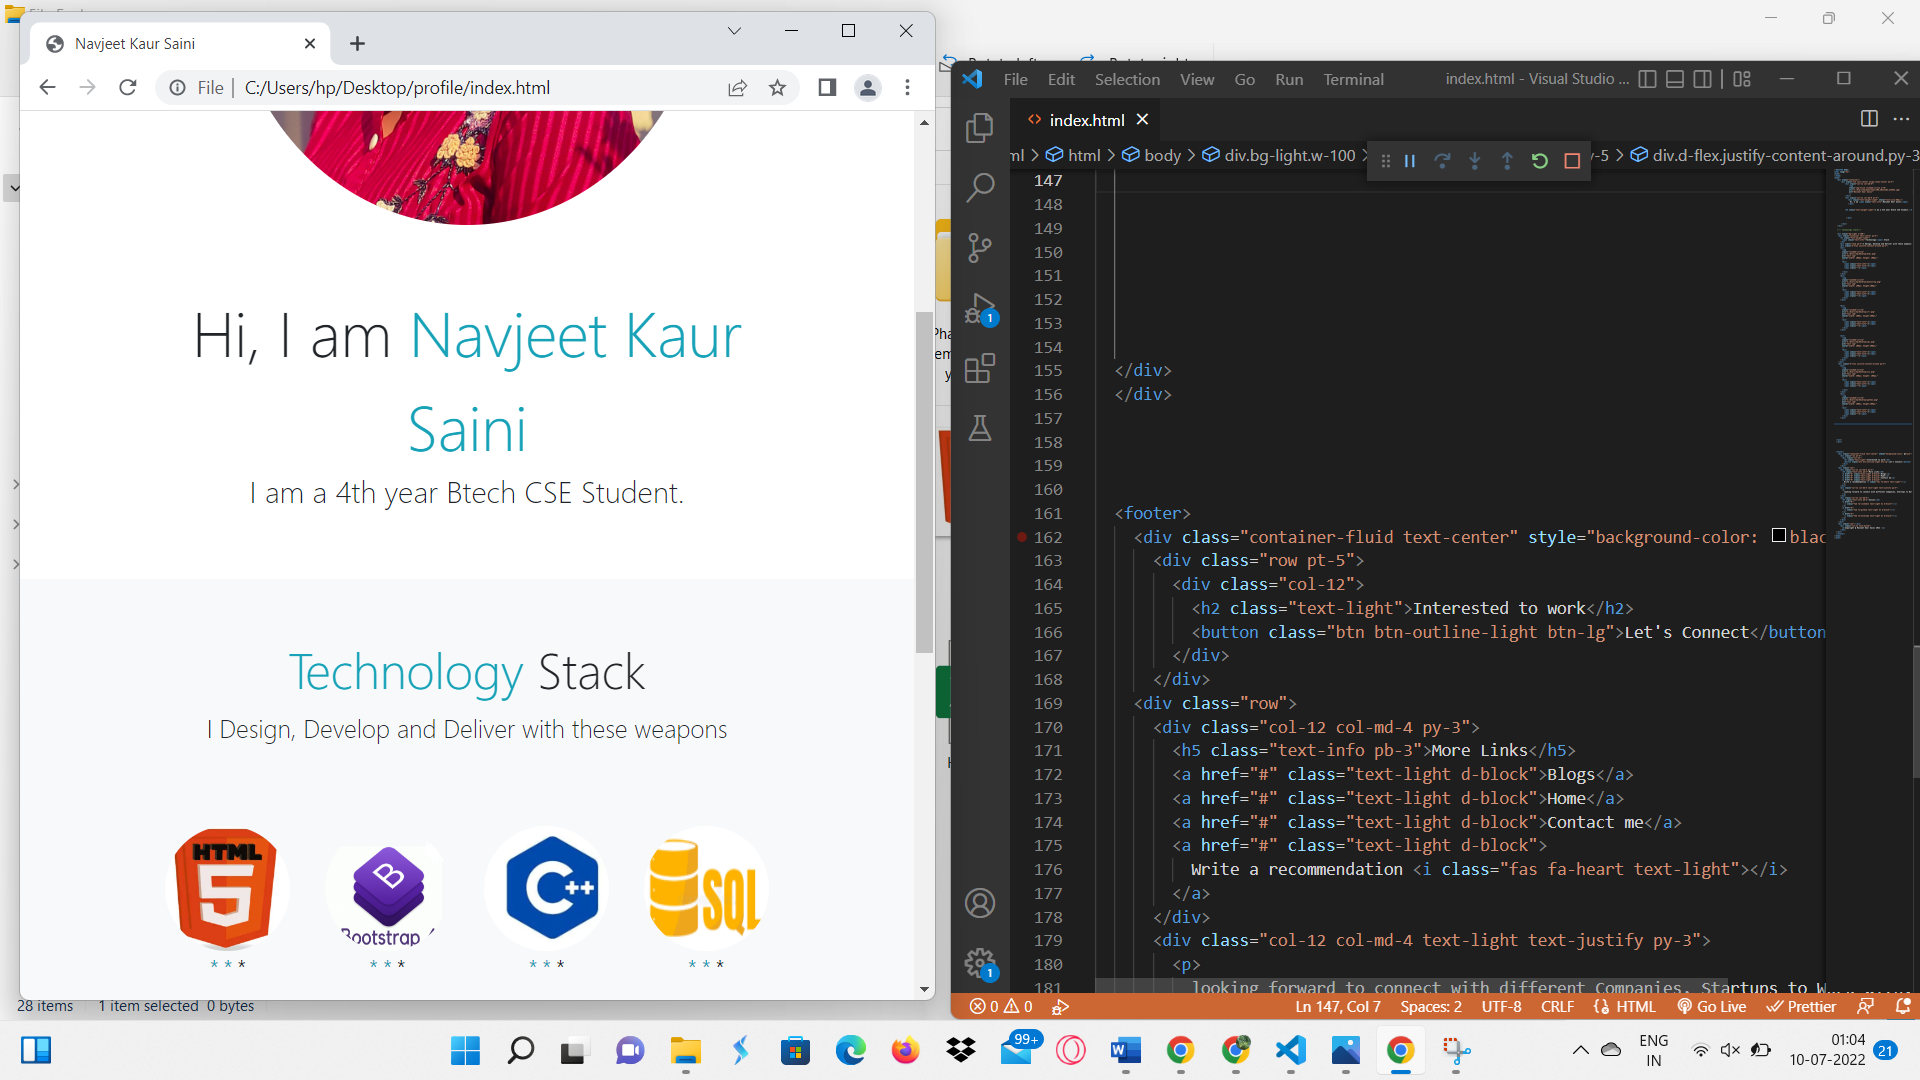 Navjeet Kaur Saini
File
C:/Users/hp/Desktop/profile/index.html
Hi, I am Navjeet Kaur
Saini
I am a 4th year Btech CSE Student.
Technology Stack
I Design, Develop and Deliver with these weapons
HTML
5
B
Bootstrap
C++
SQL
* * *
* * *
* * *
* * *
28 items 1 item selected 0 bytes
File Edit Selection View Go Run Terminal
index.html - Visual Studio ...
index.html
html > body > div.bg-light.w-100 > -5 > div.d-flex.justify-content-around.py-3
147
148
149
150
151
152
153
154
155 </div>
156 </div>
157
158
159
160
161 <footer>
162 <div class="container-fluid text-center" style="background-color: blac
163 <div class="row pt-5">
164 <div class="col-12">
165 <h2 class="text-light">Interested to work</h2>
166 <button class="btn btn-outline-light btn-lg">Let's Connect</button
167 </div>
168 </div>
169 <div class="row">
170 <div class="col-12 col-md-4 py-3">
171 <h5 class="text-info pb-3">More Links</h5>
172 <a href="#" class="text-light d-block">Blogs</a>
173 <a href="#" class="text-light d-block">Home</a>
174 <a href="#" class="text-light d-block">Contact me</a>
175 <a href="#" class="text-light d-block">
176 Write a recommendation <i class="fas fa-heart text-light"></i>
177 </a>
178 </div>
179 <div class="col-12 col-md-4 text-light text-justify py-3">
180 <p>
181 looking forward to connect with different Companies, Startups to
1
1
0 0
Ln 147, Col 7 Spaces: 2 UTF-8 CRLF {} HTML Go Live Prettier
99+
ENG
IN
01:04
10-07-2022
21